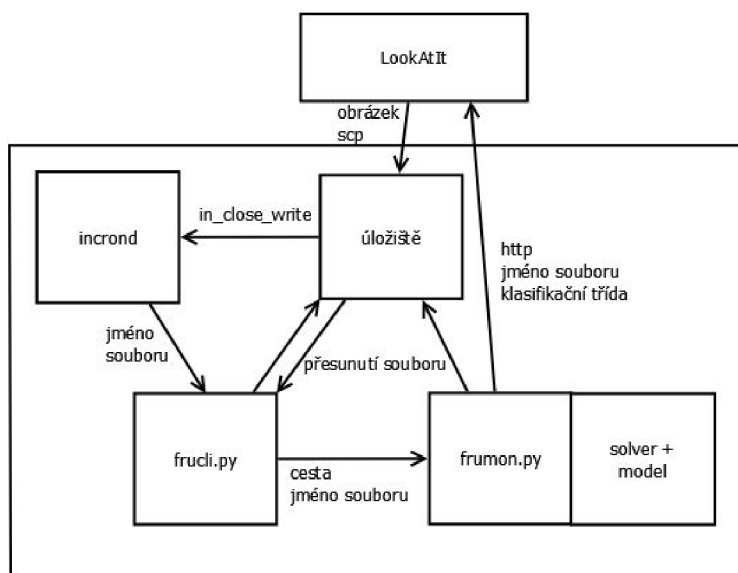 LookAtIt
obrázek
scp
incrond
in_close_write
úložiště
http
jméno souboru
klasifikační třída
jméno
souboru
přesunutí souboru
frucli.py
cesta
jméno souboru
frumon.py
solver +
model